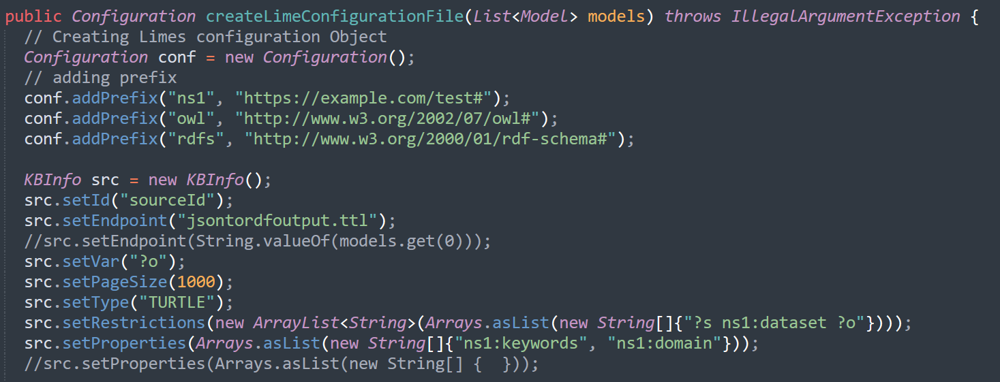 public Configuration createLimeConfigurationFile(List<Model> models) throws IllegalArgumentException {
// Creating Limes configuration Object
Configuration conf = new Configuration();
// adding prefix
conf.addPrefix("ns1", "https://example.com/test#");
conf.addPrefix("owl", "http://www.w3.org/2002/07/owl#");
conf.addPrefix("rdfs", "http://www.w3.org/2000/01/rdf-schema#");
KBInfo src = new KBInfo();
src.setId("sourceId");
src.setEndpoint("jsontordfoutput.ttl");
//src.setEndpoint(String.valueOf(models.get(0)));
src.setVar("?o");
src.setPageSize(1000);
src.setType("TURTLE");
src.setRestrictions(new ArrayList<String>(Arrays.asList(new String[]{"?s ns1:dataset ?o"})));
src.setProperties(Arrays.asList(new String[]{"ns1:keywords", "ns1:domain"}));
//src.setProperties(Arrays.asList(new String[] {  }));